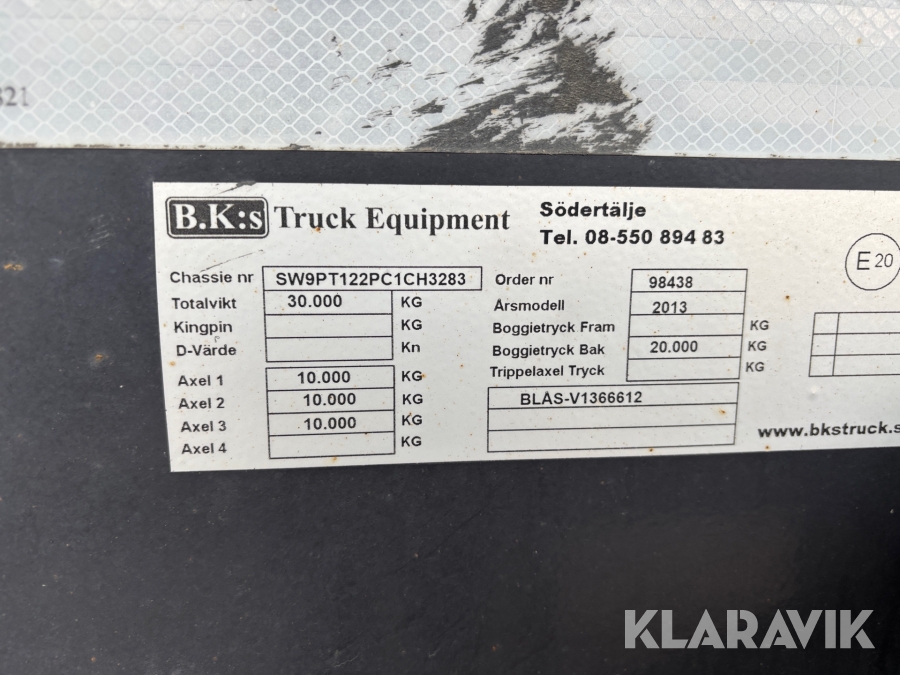 821
B.K:s Truck Equipment
Södertälje
Tel. 08-550 894 83
E20
Chassie nr SW9PT122PC1CH3283
Totalvikt 30.000 KG
Kingpin KG
D-Värde Kn
Axel 1 10.000 KG
Axel 2 10.000 KG
Axel 3 10.000 KG
Axel 4 KG
Order nr 98438
Årsmodell 2013
Boggietryck Fram KG
Boggietryck Bak 20.000 KG
Trippelaxel Tryck KG
BLÅS-V1366612
www.bkstruck.s
KLARAVIK